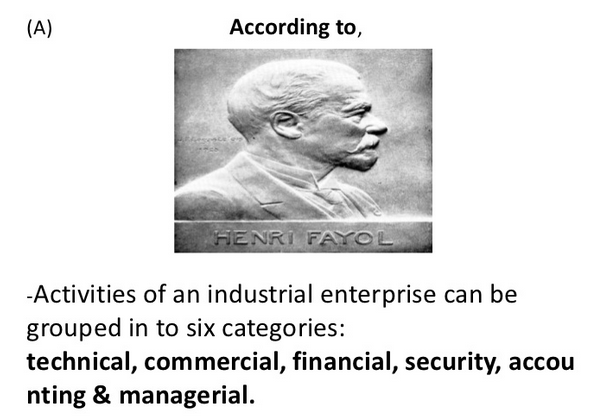 (A) According to,
HENRI FAYOL
-Activities of an industrial enterprise can be
grouped in to six categories:
technical, commercial, financial, security, accou
nting & managerial.